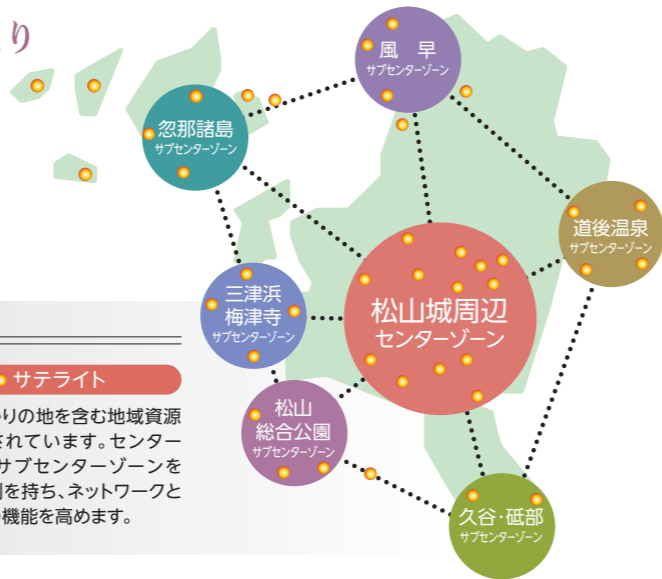 り
風 早
サブセンターゾーン
忽那諸島
サブセンターゾーン
道後温泉
サブセンターゾーン
三津浜
梅津寺
サブセンターゾーン
松山城周辺
センターゾーン
松山
総合公園
サブセンターゾーン
久谷・砥部
サブセンターゾーン
サテライト
りの地を含む地域資源
されています。センター
サブセンターゾーンを
を持ち、ネットワークと
機能を高めます。